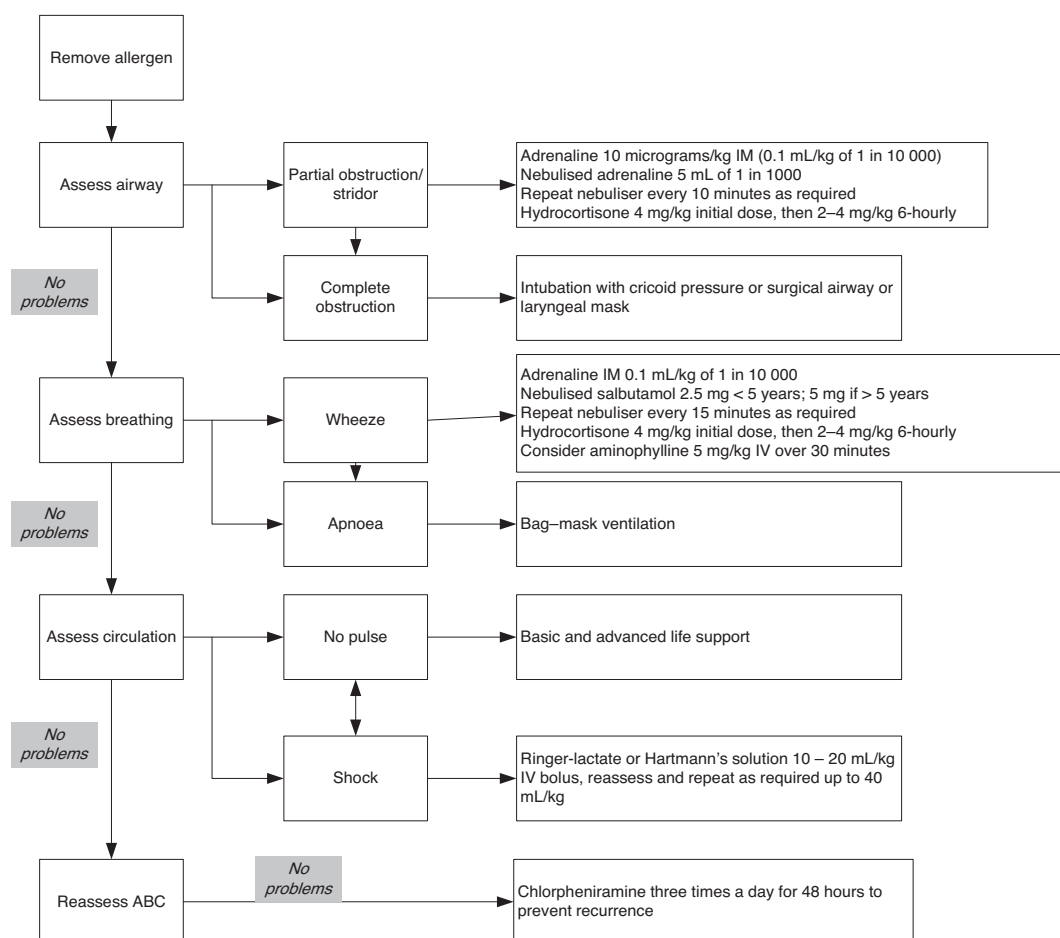 Remove allergen
Assess airway
Partial obstruction/
stridor
Adrenaline 10 micrograms/kg IM (0.1 mL/kg of 1 in 10 000)
Nebulised adrenaline 5 mL of 1 in 1000
Repeat nebuliser every 10 minutes as required
Hydrocortisone 4 mg/kg initial dose, then 2–4 mg/kg 6-hourly
No
problems
Complete
obstruction
Intubation with cricoid pressure or surgical airway or
laryngeal mask
Assess breathing
Wheeze
Adrenaline IM 0.1 mL/kg of 1 in 10 000
Nebulised salbutamol 2.5 mg < 5 years; 5 mg if > 5 years
Repeat nebuliser every 15 minutes as required
Hydrocortisone 4 mg/kg initial dose, then 2–4 mg/kg 6-hourly
Consider aminophylline 5 mg/kg IV over 30 minutes
No
problems
Apnoea
Bag–mask ventilation
Assess circulation
No pulse
Basic and advanced life support
No
problems
Shock
Ringer-lactate or Hartmann's solution 10 – 20 mL/kg
IV bolus, reassess and repeat as required up to 40
mL/kg
Reassess ABC
No
problems
Chlorpheniramine three times a day for 48 hours to
prevent recurrence